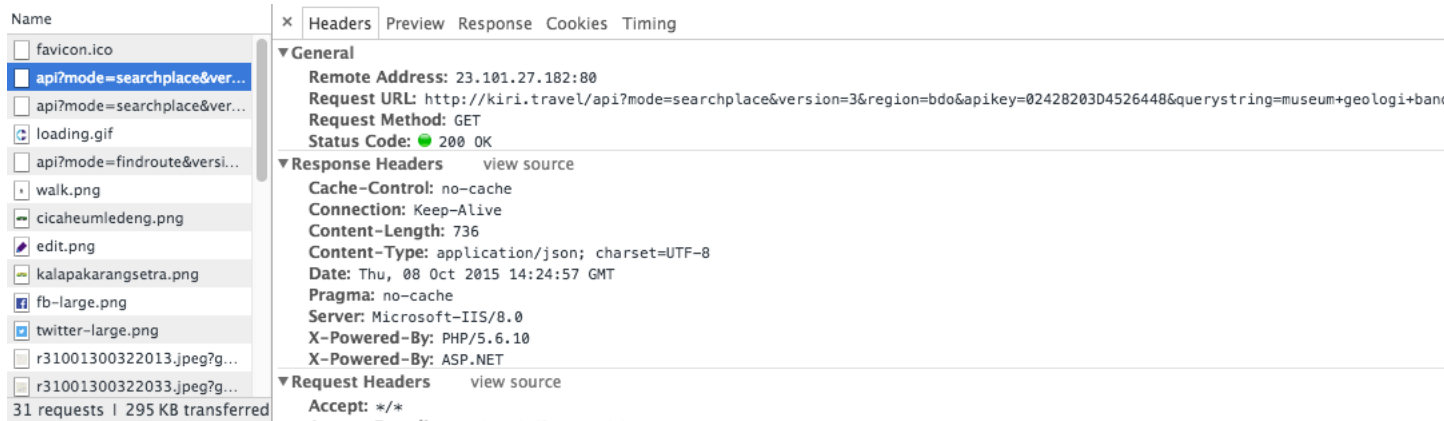 Name
favicon.ico
api?mode=searchplace&ver...
api?mode=searchplace&ver...
loading.gif
api?mode=findroute&versi...
walk.png
cicaheumledeng.png
edit.png
kalapakarangsetra.png
fb-large.png
twitter-large.png
r31001300322013.jpeg?g...
r31001300322033.jpeg?g...
31 requests | 295 KB transferred
× Headers Preview Response Cookies Timing
▼General
Remote Address: 23.101.27.182:80
Request URL: http://kiri.travel/api?mode=searchplace&version=3&region=bdo&apikey=02428203D4526448&querystring=museum+geologi+band
Request Method: GET
Status Code: 200 OK
▼Response Headers view source
Cache-Control: no-cache
Connection: Keep-Alive
Content-Length: 736
Content-Type: application/json; charset=UTF-8
Date: Thu, 08 Oct 2015 14:24:57 GMT
Pragma: no-cache
Server: Microsoft-IIS/8.0
X-Powered-By: PHP/5.6.10
X-Powered-By: ASP.NET
▼Request Headers view source
Accept: */*